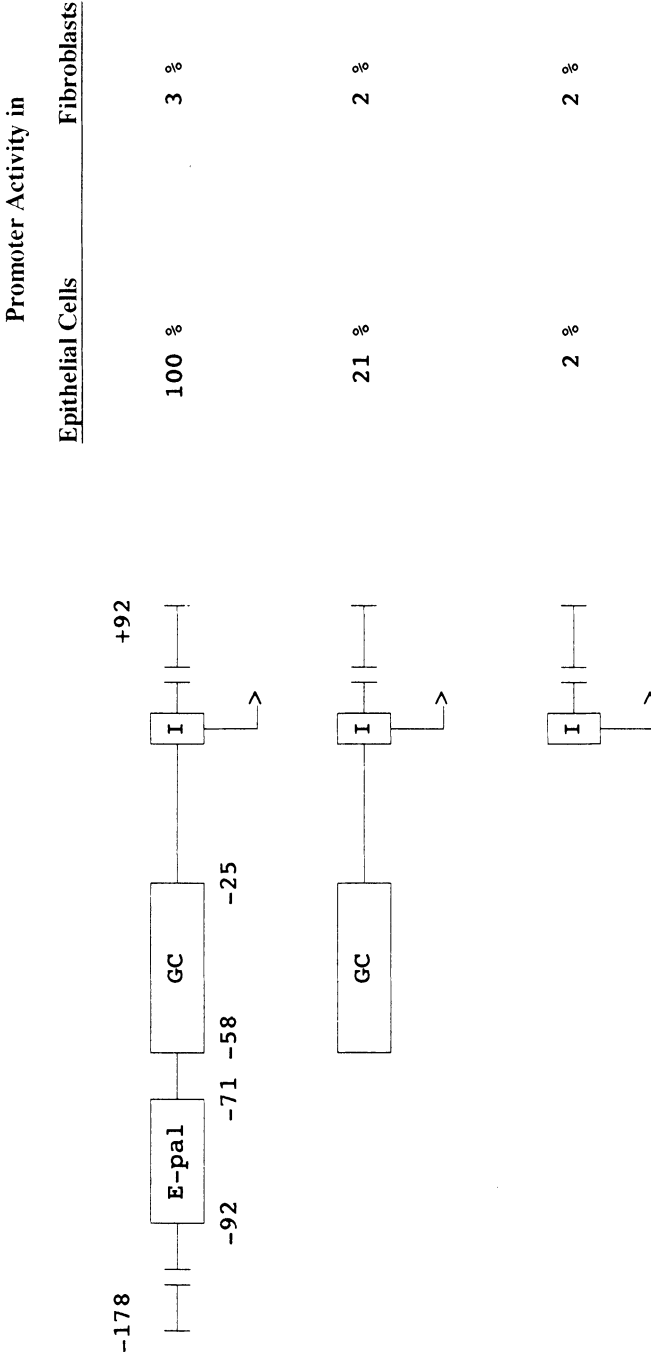 Promoter Activity in
Epithelial Cells Fibroblasts
-178 +92
E-pal GC I 100 % 3 %
-92 -71 -58 -25
GC I 21 % 2 %
I 2 % 2 %